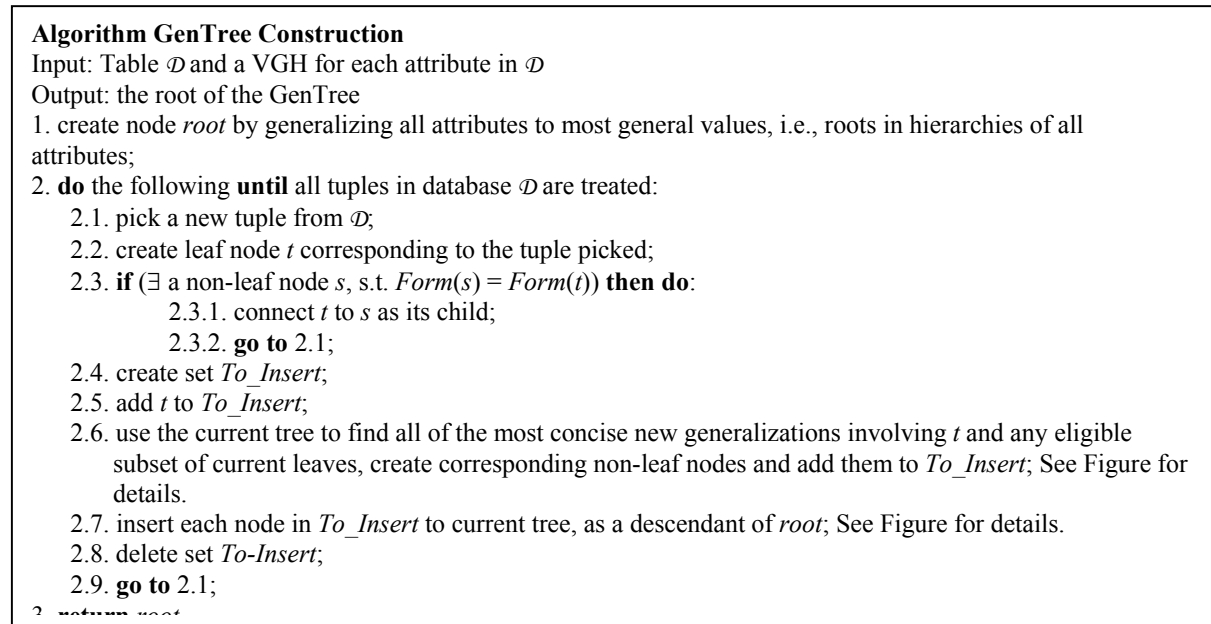 Algorithm GenTree Construction
Input: Table 𝒟 and a VGH for each attribute in 𝒟
Output: the root of the GenTree
1. create node root by generalizing all attributes to most general values, i.e., roots in hierarchies of all
attributes;
2. do the following until all tuples in database 𝒟 are treated:
2.1. pick a new tuple from 𝒟;
2.2. create leaf node t corresponding to the tuple picked;
2.3. if (∃ a non-leaf node s, s.t. Form(s) = Form(t)) then do:
2.3.1. connect t to s as its child;
2.3.2. go to 2.1;
2.4. create set To_Insert;
2.5. add t to To_Insert;
2.6. use the current tree to find all of the most concise new generalizations involving t and any eligible
subset of current leaves, create corresponding non-leaf nodes and add them to To_Insert; See Figure for
details.
2.7. insert each node in To_Insert to current tree, as a descendant of root; See Figure for details.
2.8. delete set To-Insert;
2.9. go to 2.1;
3. return root